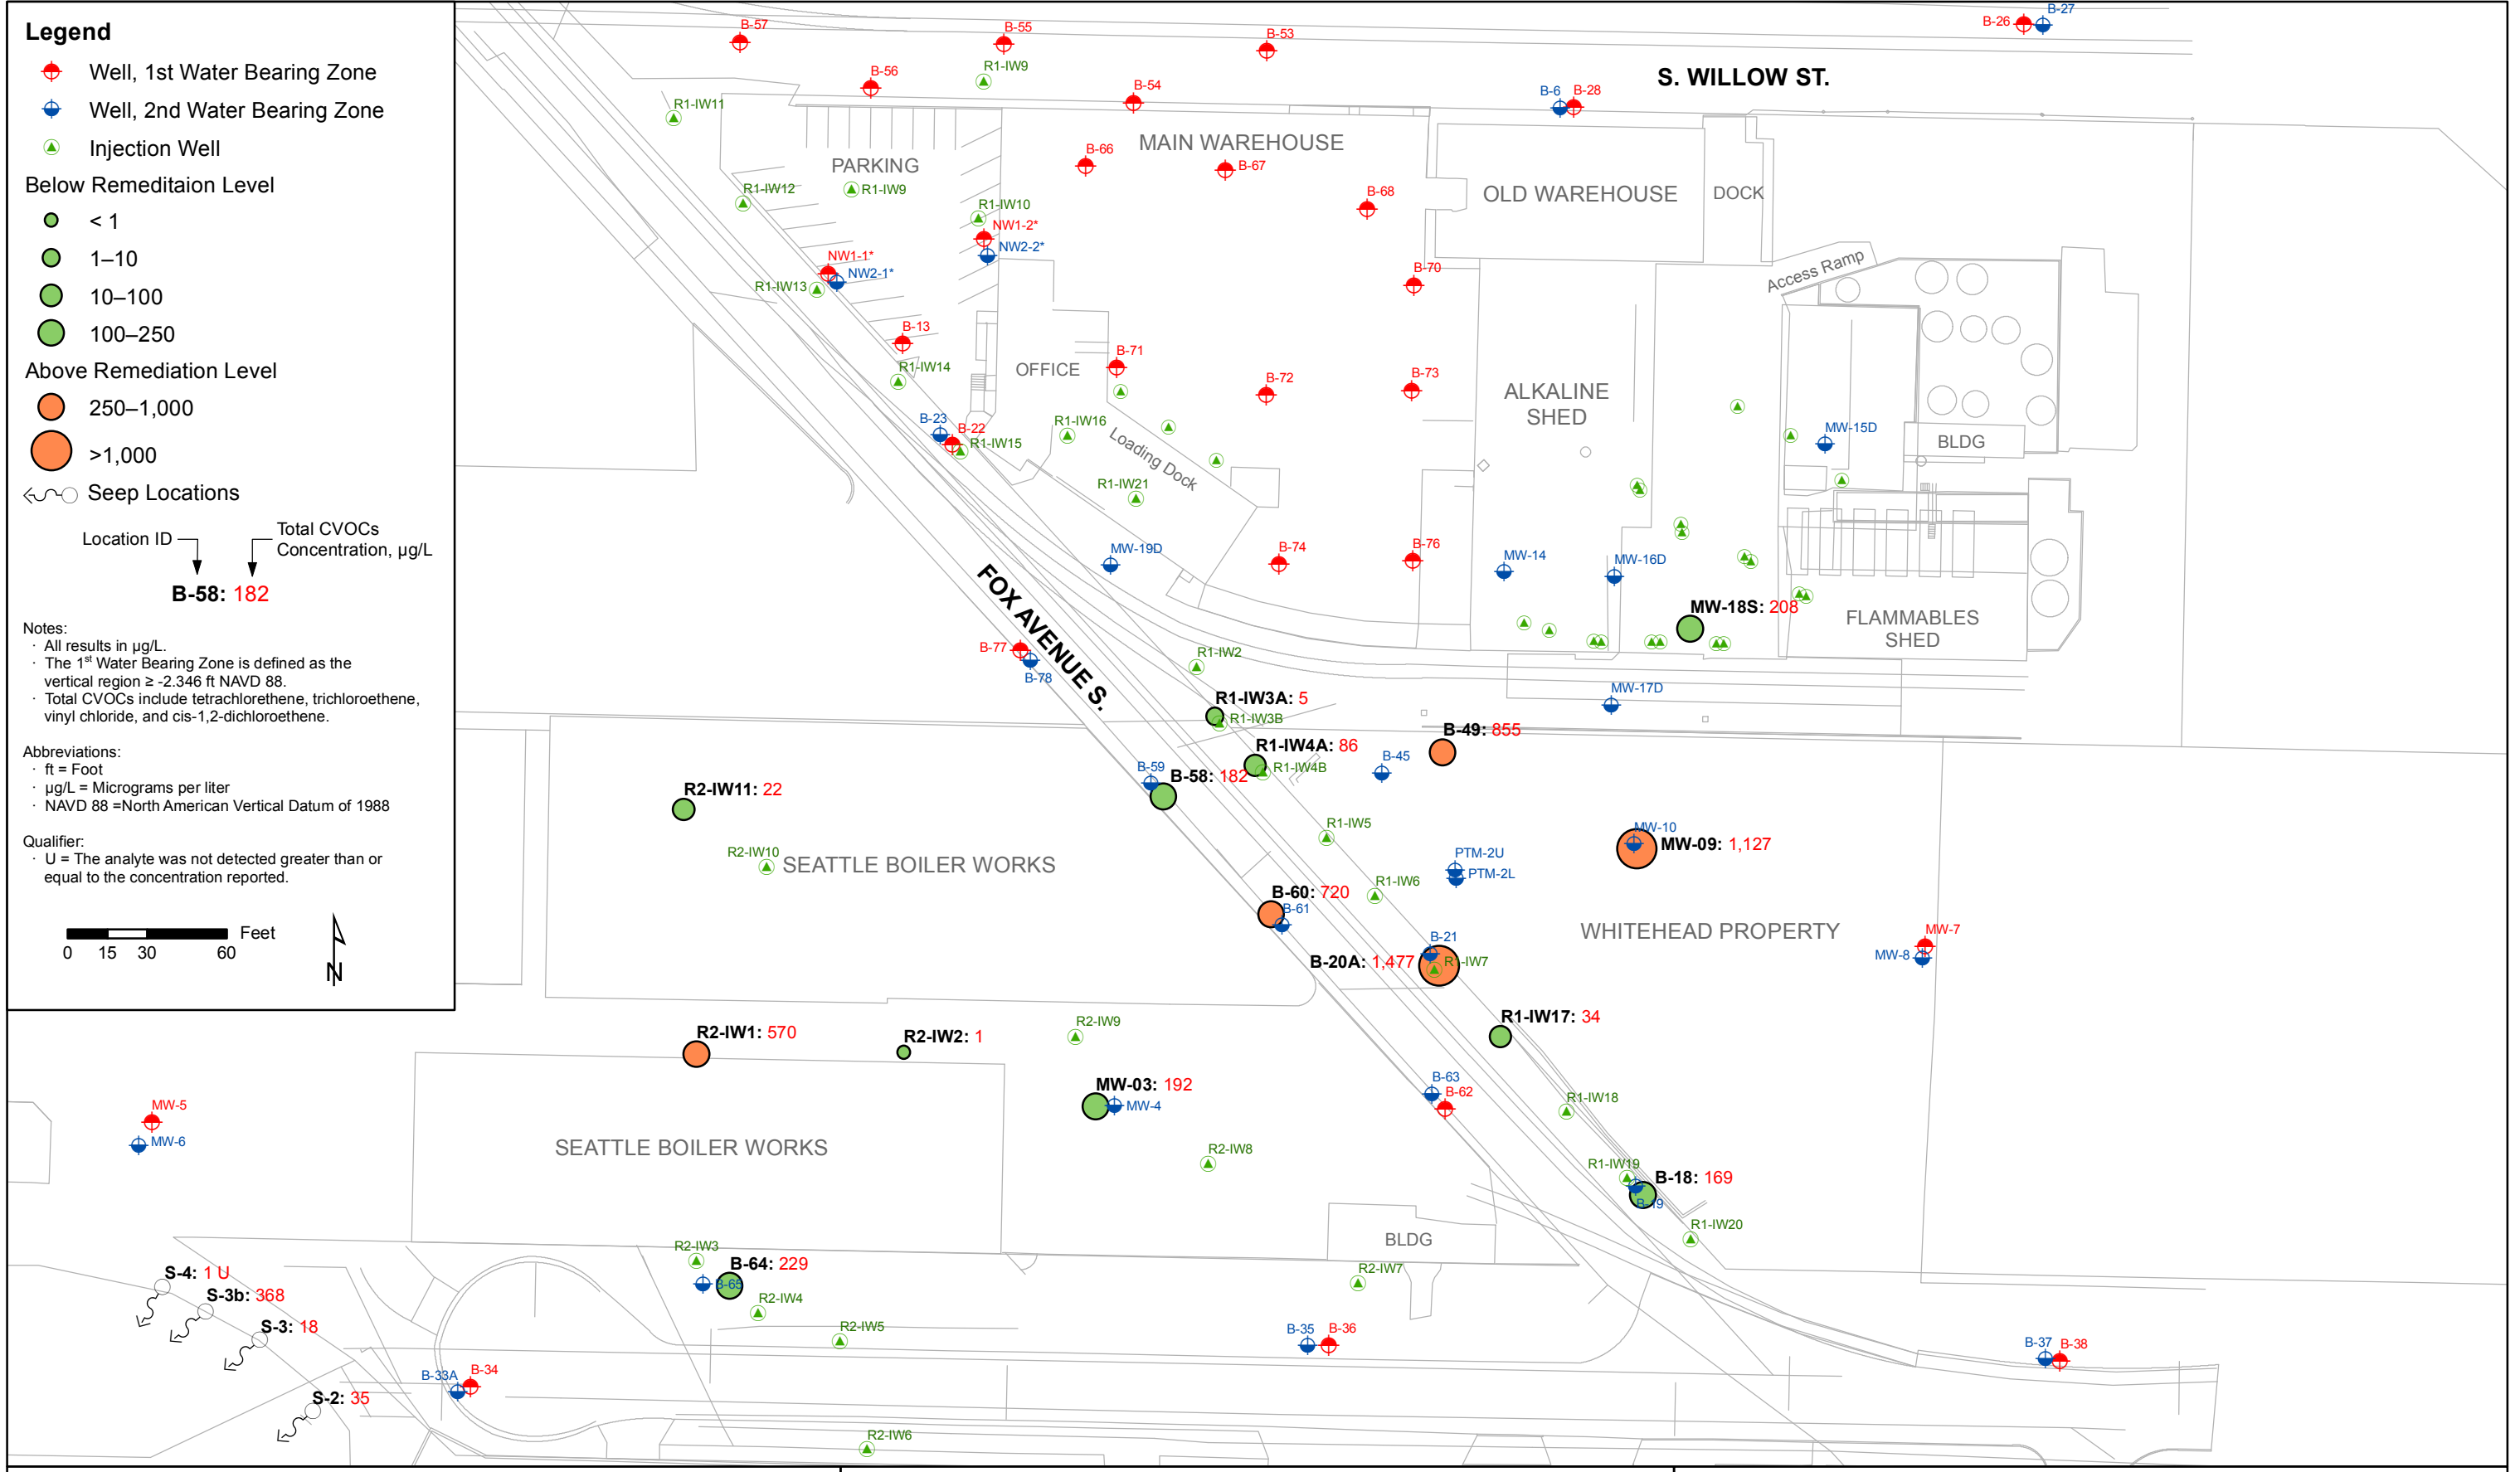 Legend
Well, 1st Water Bearing Zone
Well, 2nd Water Bearing Zone
Injection Well
Below Remeditaion Level
< 1
1–10
10–100
100–250
Above Remediation Level
250–1,000
>1,000
Seep Locations
Location ID
Total CVOCs
Concentration, µg/L
B-58: 182
Notes:
· All results in µg/L.
· The 1st Water Bearing Zone is defined as the
vertical region ≥ -2.346 ft NAVD 88.
· Total CVOCs include tetrachlorethene, trichloroethene,
vinyl chloride, and cis-1,2-dichloroethene.
Abbreviations:
· ft = Foot
· µg/L = Micrograms per liter
· NAVD 88 =North American Vertical Datum of 1988
Qualifier:
· U = The analyte was not detected greater than or
equal to the concentration reported.
Feet
0 15 30 60
N
B-57
B-55
B-53
B-26
B-27
B-56
R1-IW9
B-54
S. WILLOW ST.
B-6
B-28
R1-IW11
MAIN WAREHOUSE
PARKING
B-66
B-67
B-68
OLD WAREHOUSE
DOCK
R1-IW12
R1-IW9
R1-IW10
NW1-2*
NW2-2*
NW1-1*
NW2-1*
R1-IW13
B-70
Access Ramp
B-13
R1-IW14
OFFICE
B-71
B-72
B-73
ALKALINE
SHED
B-23
B-22
R1-IW15
R1-IW16
Loading Dock
MW-15D
BLDG
R1-IW21
MW-19D
B-74
B-76
MW-14
MW-16D
MW-18S: 208
FLAMMABLES
SHED
FOX AVENUE S.
B-77
B-78
R1-IW2
R1-IW3A: 5
R1-IW3B
MW-17D
B-49: 855
R1-IW4A: 86
R1-IW4B
B-45
B-59
B-58: 182
R2-IW11: 22
R1-IW5
MW-10
MW-09: 1,127
R2-IW10
SEATTLE BOILER WORKS
PTM-2U
PTM-2L
R1-IW6
B-60: 720
B-61
WHITEHEAD PROPERTY
MW-7
MW-8
B-21
B-20A: 1,477
R1-IW7
R2-IW1: 570
R2-IW2: 1
R2-IW9
R1-IW17: 34
MW-03: 192
MW-4
B-63
B-62
R1-IW18
MW-5
MW-6
SEATTLE BOILER WORKS
R2-IW8
R1-IW19
B-18: 169
B-19
R1-IW20
BLDG
R2-IW3
B-64: 229
B-65
R2-IW4
R2-IW7
S-4: 1 U
S-3b: 368
S-3: 18
R2-IW5
B-35
B-36
B-37
B-38
B-33A
B-34
S-2: 35
R2-IW6